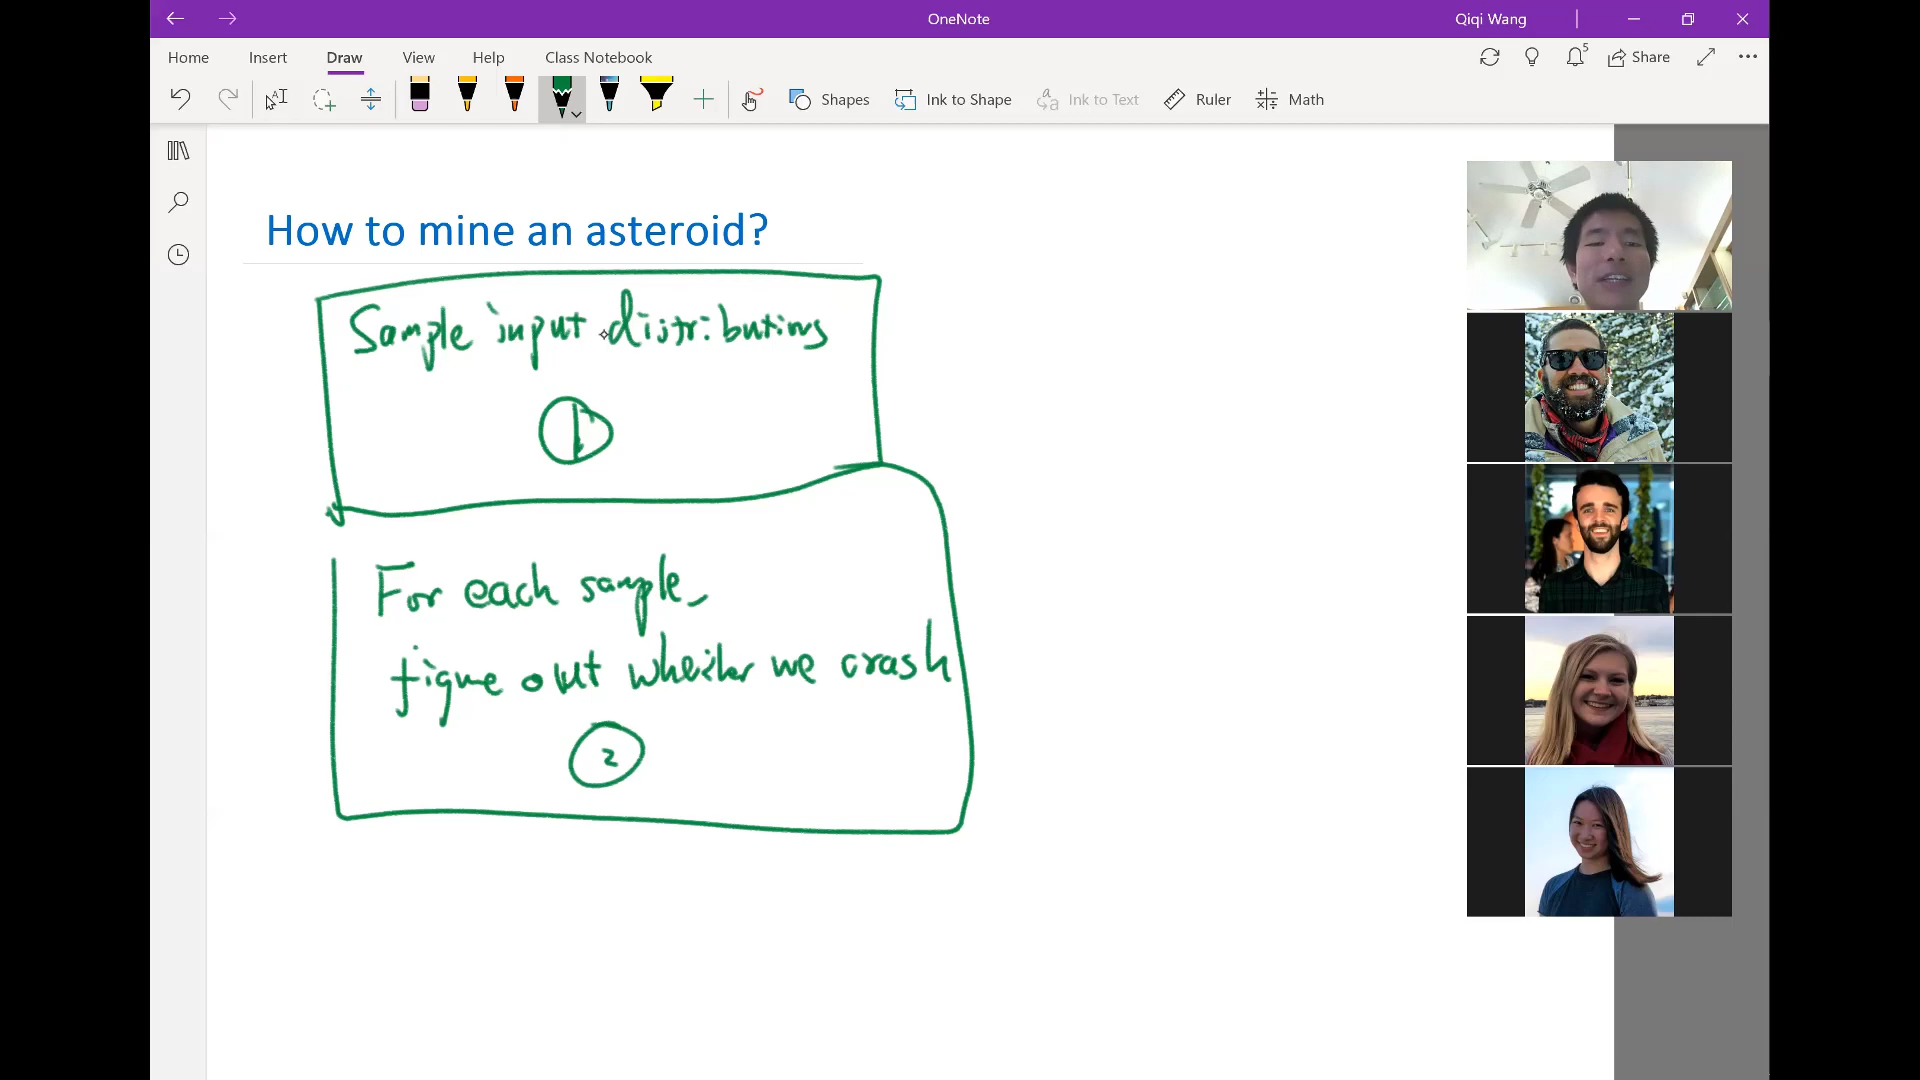 OneNote
Qiqi Wang
Home Insert Draw View Help Class Notebook
5 Share
Shapes Ink to Shape Ink to Text Ruler Math
How to mine an asteroid?
Sample input distributions
1
For each sample,
figure out whether we crash
2